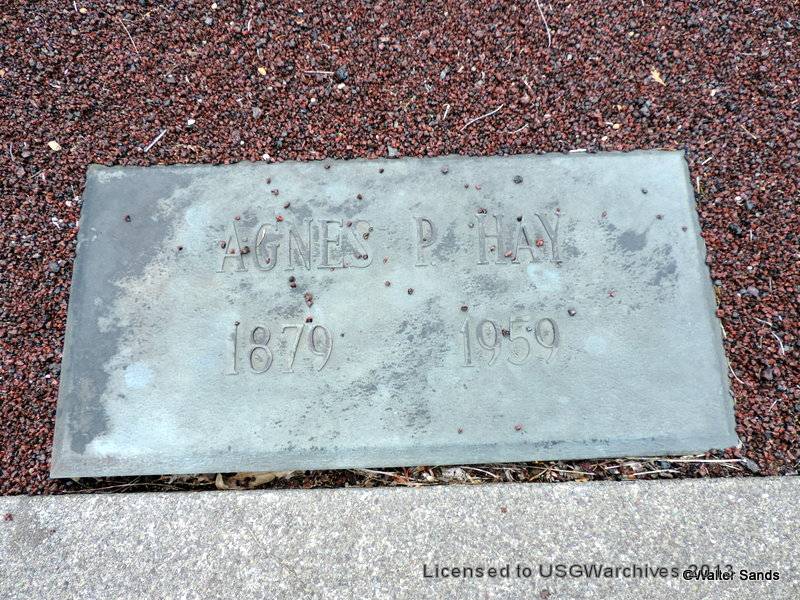 AGNES P HAY
1879 1959
Licensed to USGWarchives 2013
©Walter Sands